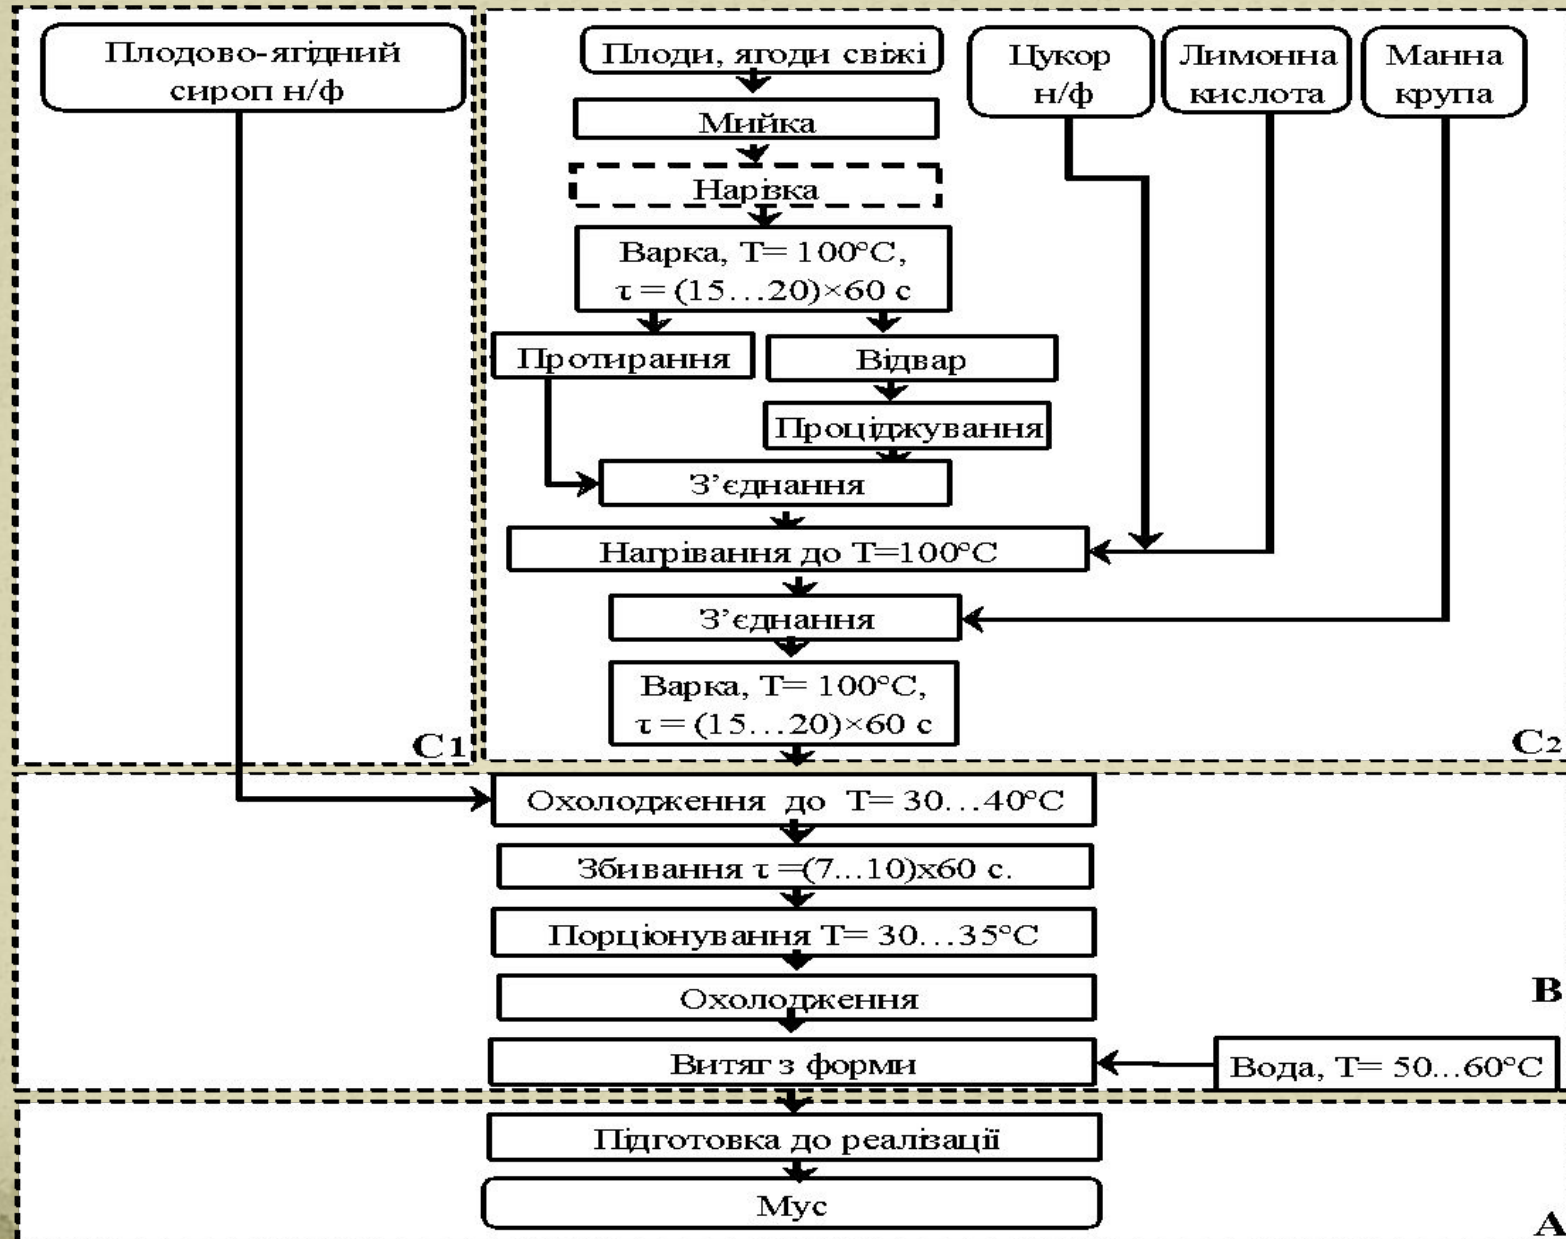 Плодово-ягідний
сироп н/ф
Плоди, ягоди свіжі
Цукор
н/ф
Лимонна
кислота
Манна
крупа
Мийка
Нарізка
Варка, Т= 100°С,
τ = (15…20)×60 с
Протирання
Відвар
Проціджування
З’єднання
Нагрівання до Т=100°С
З’єднання
Варка, Т= 100°С,
τ = (15…20)×60 с
С1
С2
Охолодження до Т= 30…40°С
Збивання τ =(7…10)х60 с.
Порціонування Т= 30…35°С
Охолодження
В
Витяг з форми
Вода, Т= 50…60°С
Підготовка до реалізації
Мус
А